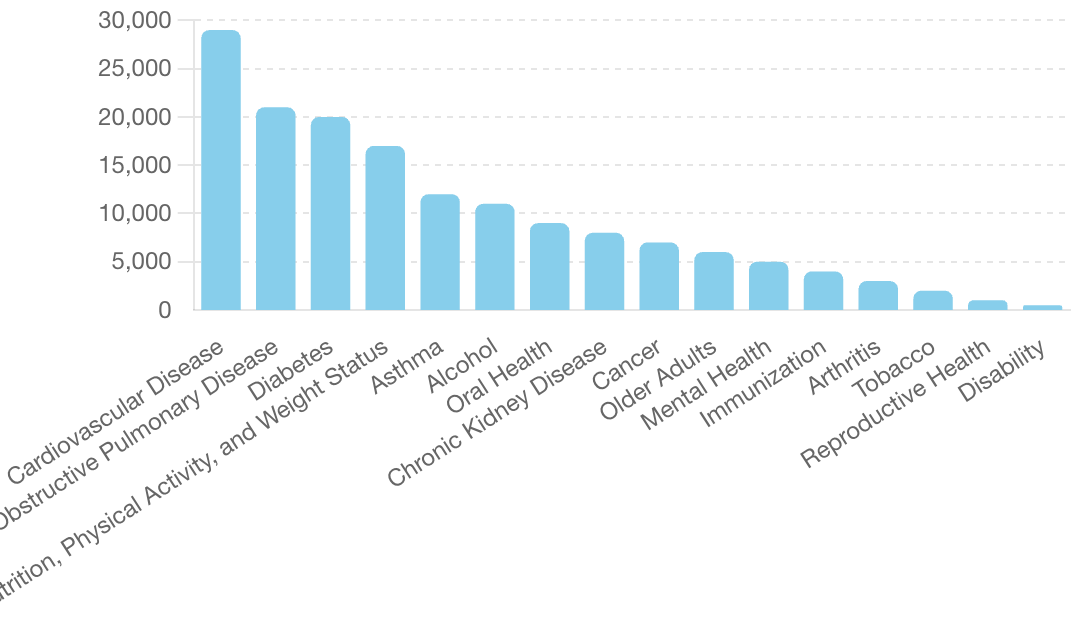 30,000
25,000
20,000
15,000
10,000
5,000
0
Cardiovascular Disease
Obstructive Pulmonary Disease
Diabetes
Physical Activity, and Weight Status
Asthma
Alcohol
Oral Health
Chronic Kidney Disease
Cancer
Older Adults
Mental Health
Immunization
Arthritis
Tobacco
Reproductive Health
Disability